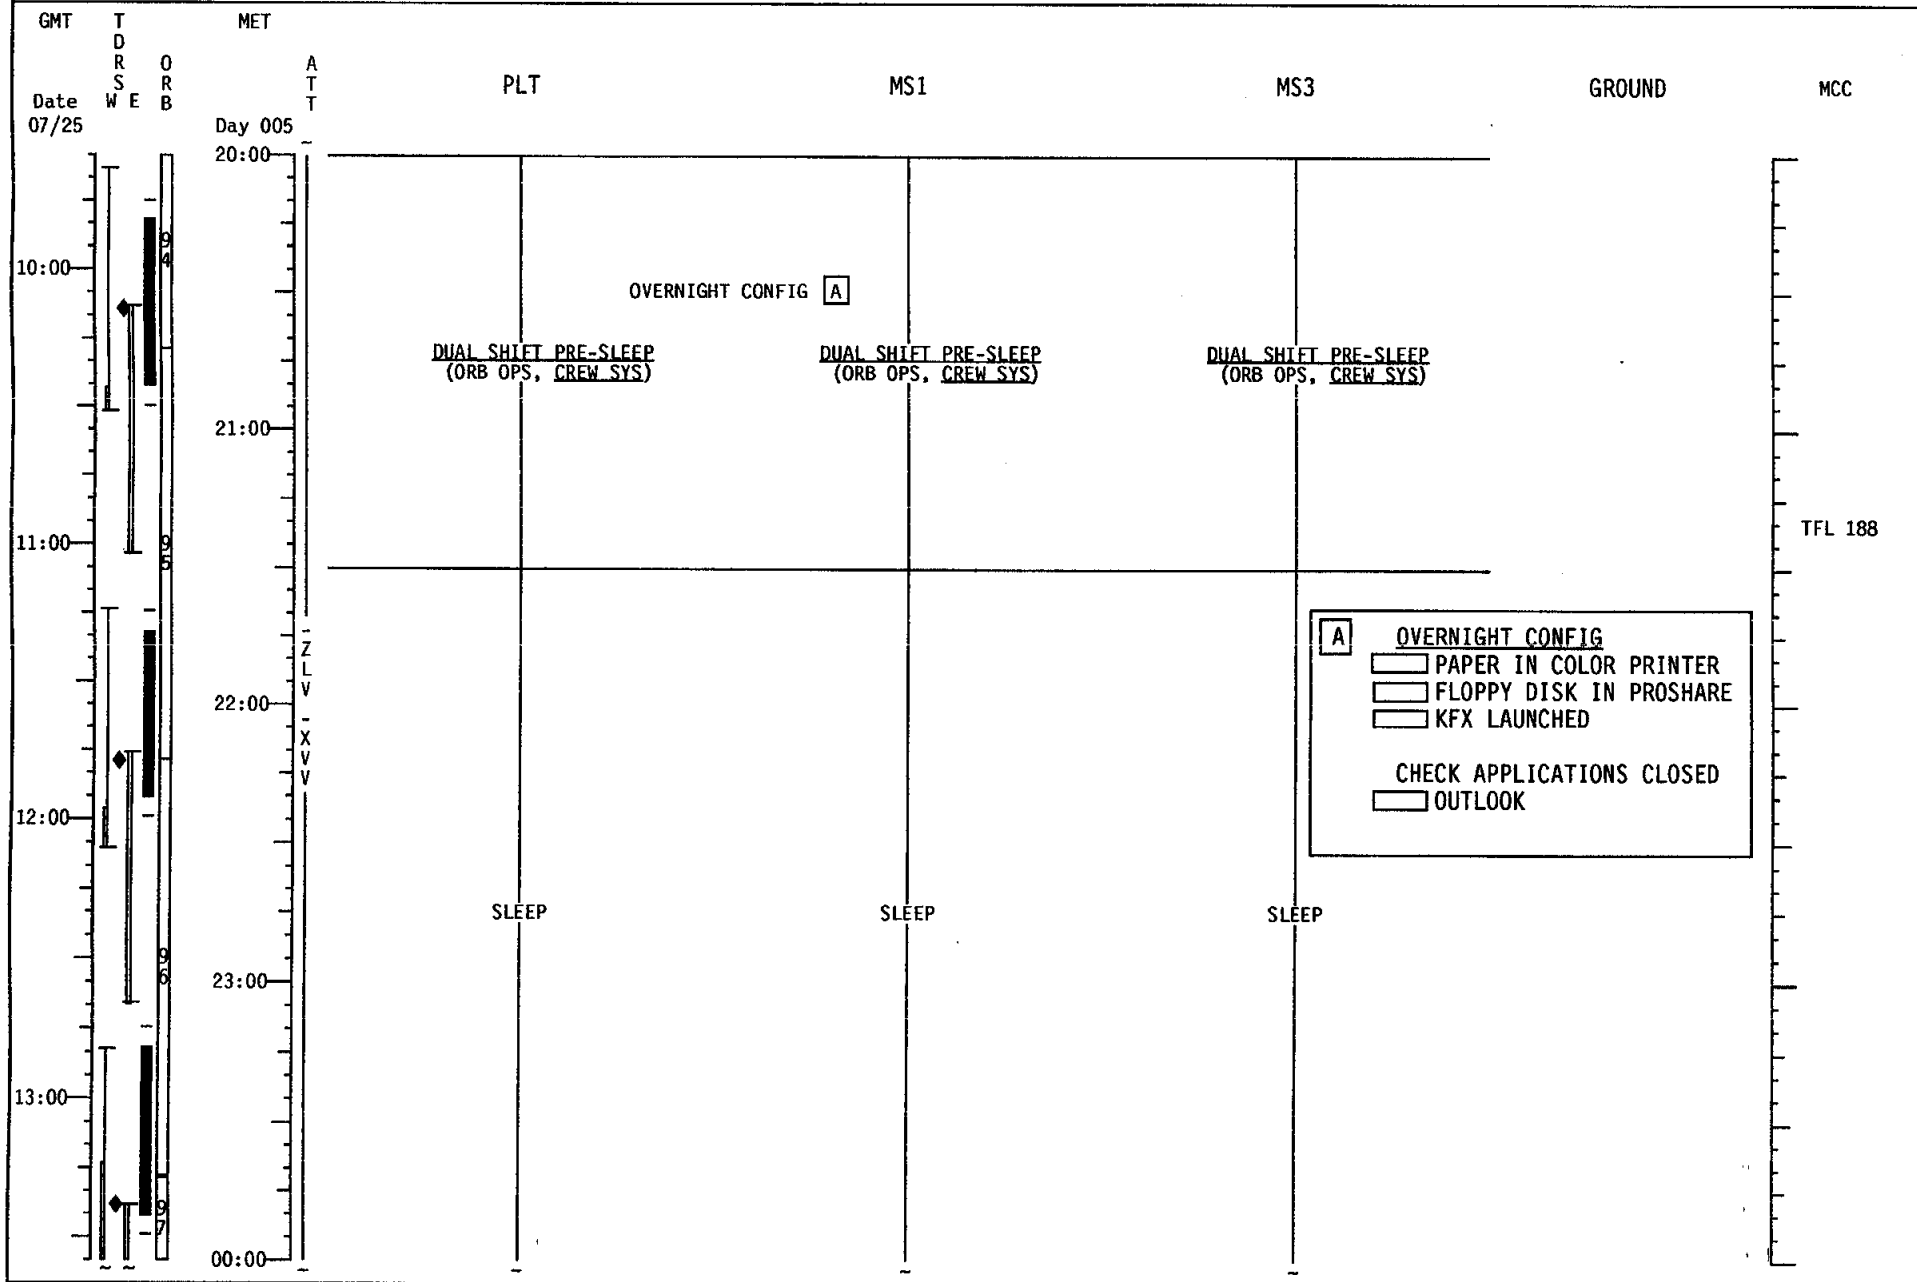 GMT
TDRS
MET
ORB
ATT
Date
W E
07/25
Day 005
PLT
MS1
MS3
GROUND
MCC
20:00
94
10:00
OVERNIGHT CONFIG A
DUAL SHIFT PRE-SLEEP
(ORB OPS, CREW SYS)
DUAL SHIFT PRE-SLEEP
(ORB OPS, CREW SYS)
DUAL SHIFT PRE-SLEEP
(ORB OPS, CREW SYS)
21:00
11:00
95
TFL 188
-ZLV
-XVV
22:00
A OVERNIGHT CONFIG
PAPER IN COLOR PRINTER
FLOPPY DISK IN PROSHARE
KFX LAUNCHED
CHECK APPLICATIONS CLOSED
OUTLOOK
12:00
SLEEP
SLEEP
SLEEP
96
23:00
13:00
97
00:00